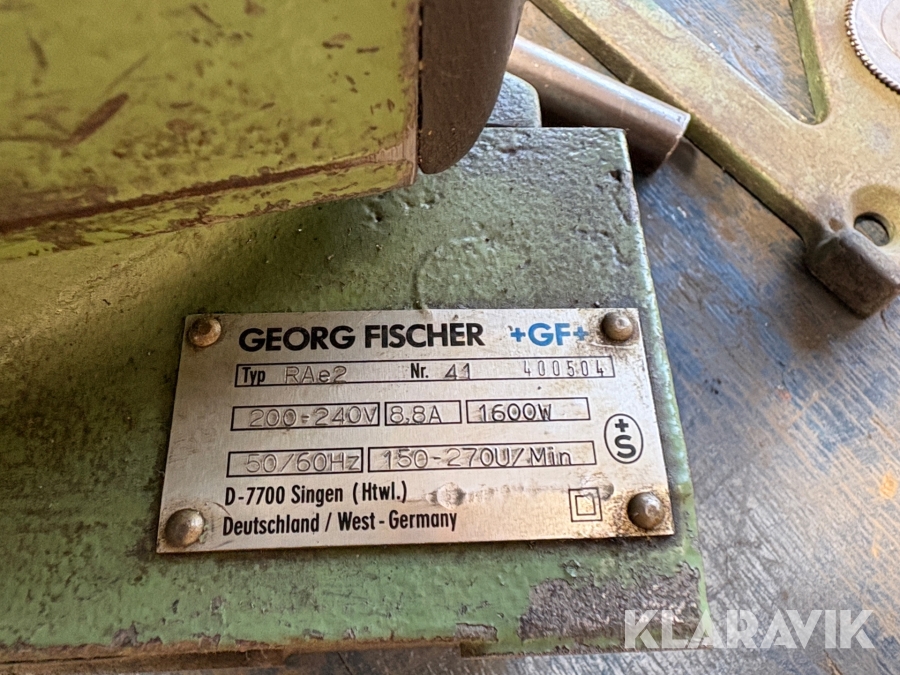 GEORG FISCHER +GF+
Typ RAe2 Nr. 41 400504
200-240V 8,8A 1600W
50/60Hz 150-270U/Min
+S
D-7700 Singen (Htwl.)
Deutschland / West-Germany
KLARAVIK